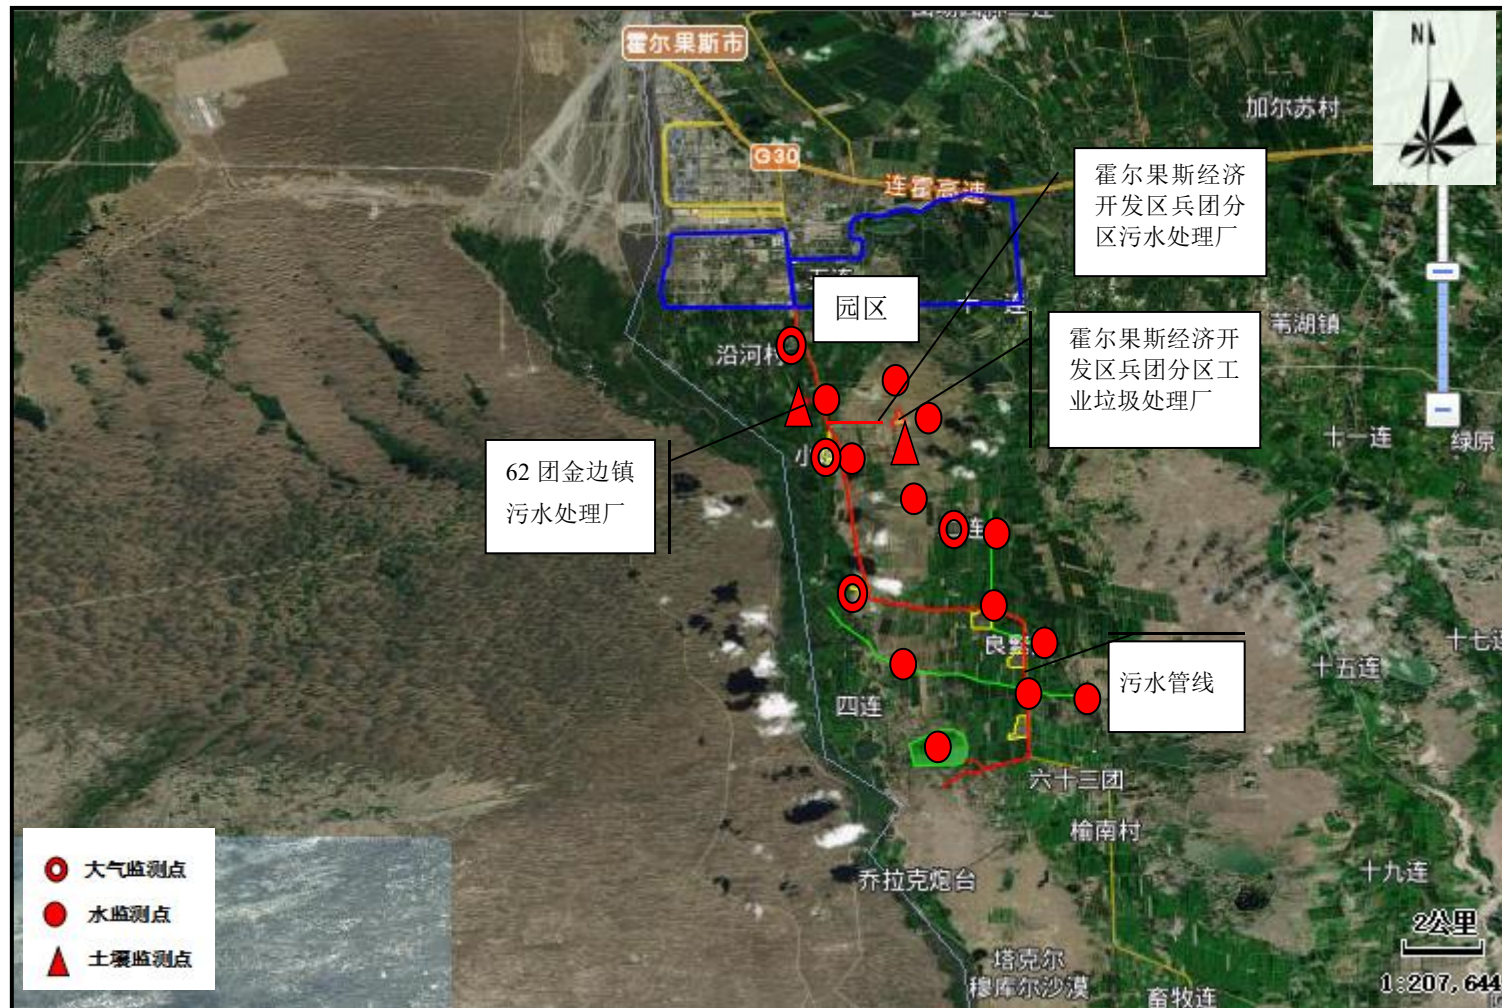 霍尔果斯市
N
加尔苏村
G30
连霍高速
霍尔果斯经济
开发区兵团分
区污水处理厂
园区
苇湖镇
沿河村
霍尔果斯经济开
发区兵团分区工
业垃圾处理厂
十一连
绿原
小
62 团金边镇
污水处理厂
连
良繁
十七连
十五连
污水管线
四连
六十三团
榆南村
大气监测点
水监测点
土壤监测点
乔拉克炮台
十九连
2公里
塔克尔
穆库尔沙漠
畜牧连
1:207,644